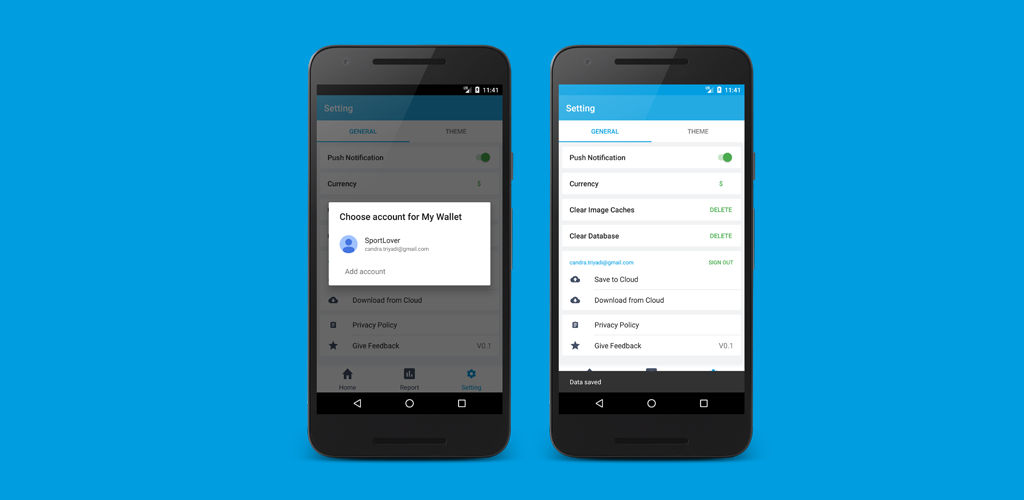 11:41
Setting
GENERAL THEME
Push Notification
Currency $
Choose account for My Wallet
SportLover
candra.triyadi@gmail.com
Add account
Download from Cloud
Privacy Policy
Give Feedback V0.1
Home Report Setting
11:41
Setting
GENERAL THEME
Push Notification
Currency $
Clear Image Caches DELETE
Clear Database DELETE
candra.triyadi@gmail.com SIGN OUT
Save to Cloud
Download from Cloud
Privacy Policy
Give Feedback V0.1
Data saved